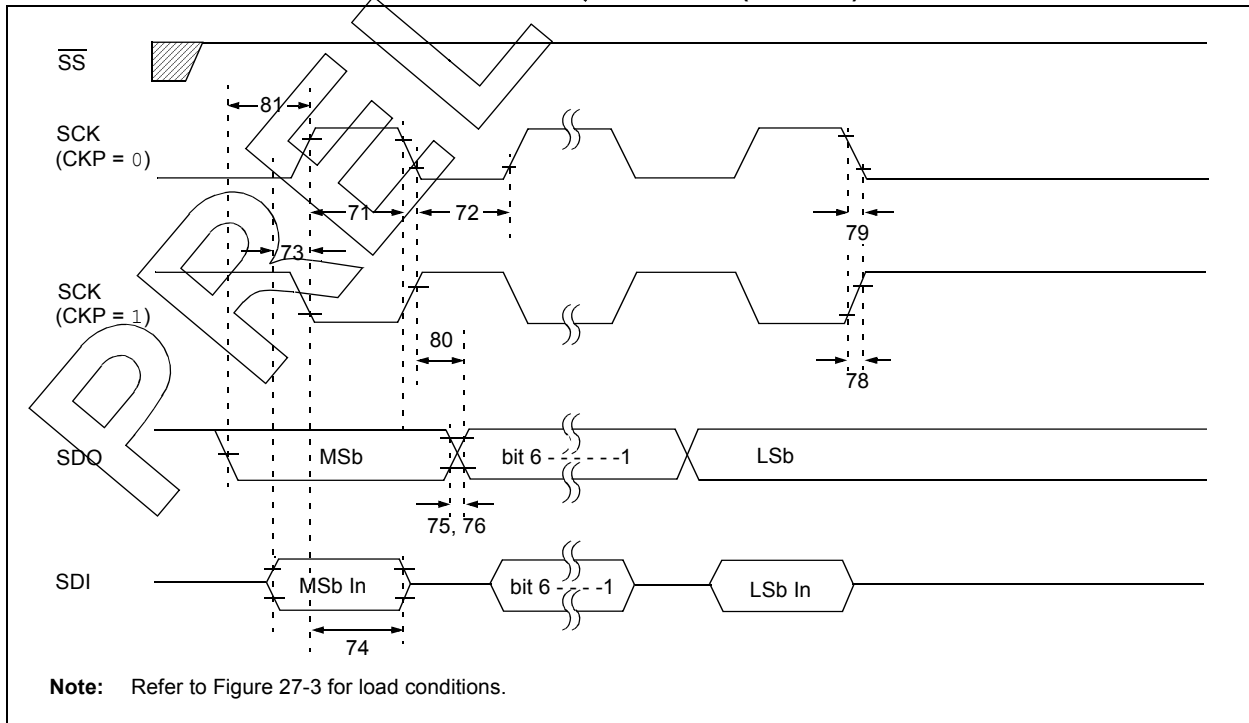 PREL
SS
81
SCK
(CKP = 0)
71
72
79
73
SCK
(CKP = 1)
80
78
SDO
MSb
bit 6 - - - - - - -1
LSb
75, 76
SDI
MSb In
bit 6 - - - - -1
LSb In
74
Note: Refer to Figure 27-3 for load conditions.